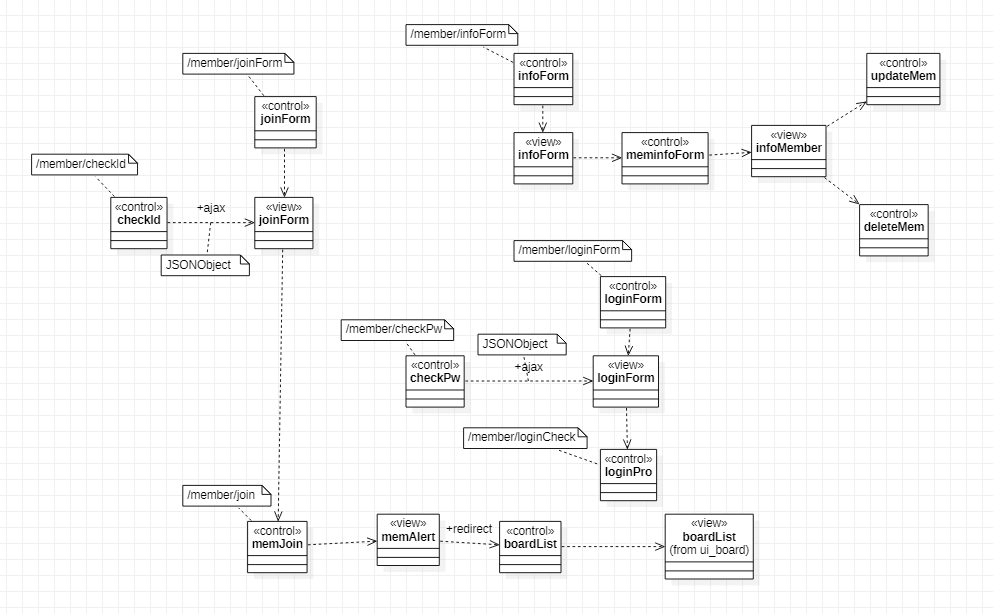 /member/infoForm
/member/joinForm
«control»
infoForm
«control»
updateMem
«control»
joinForm
«view»
infoForm
«control»
meminfoForm
«view»
infoMember
/member/checkId
«control»
checkId
+ajax
«view»
joinForm
«control»
deleteMem
JSONObject
/member/loginForm
«control»
loginForm
/member/checkPw
JSONObject
«control»
checkPw
+ajax
«view»
loginForm
/member/loginCheck
«control»
loginPro
/member/join
«control»
memJoin
«view»
memAlert
+redirect
«control»
boardList
«view»
boardList
(from ui_board)